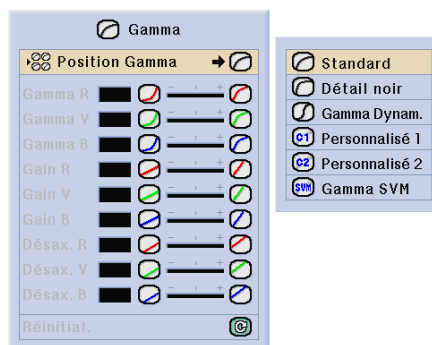 Gamma
Position Gamma
Gamma R - +
Gamma V - +
Gamma B - +
Gain R - +
Gain V - +
Gain B - +
Désax. R - +
Désax. V - +
Désax. B - +
Réinitial.
Standard
Détail noir
Gamma Dynam.
C1 Personnalisé 1
C2 Personnalisé 2
SVM Gamma SVM